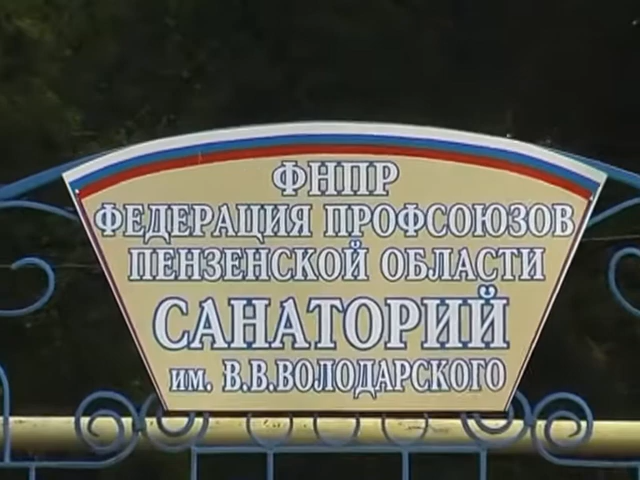 ФНПР
ФЕДЕРАЦИЯ ПРОФСОЮЗОВ
ПЕНЗЕНСКОЙ ОБЛАСТИ
САНАТОРИЙ
ИМ. В.В.ВОЛОДАРСКОГО